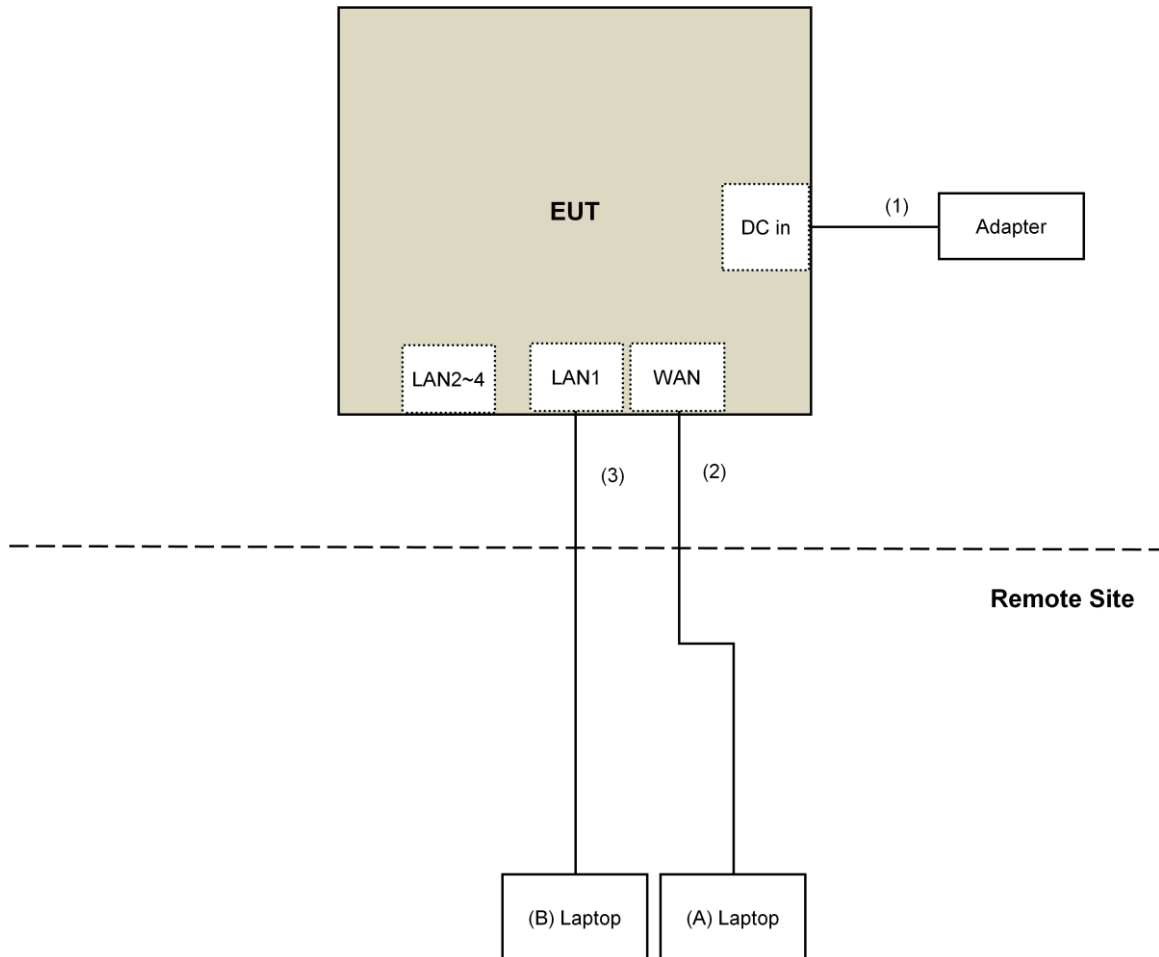 EUT
(1)
DC in
Adapter
LAN2~4
LAN1
WAN
(3)
(2)
Remote Site
(B) Laptop
(A) Laptop